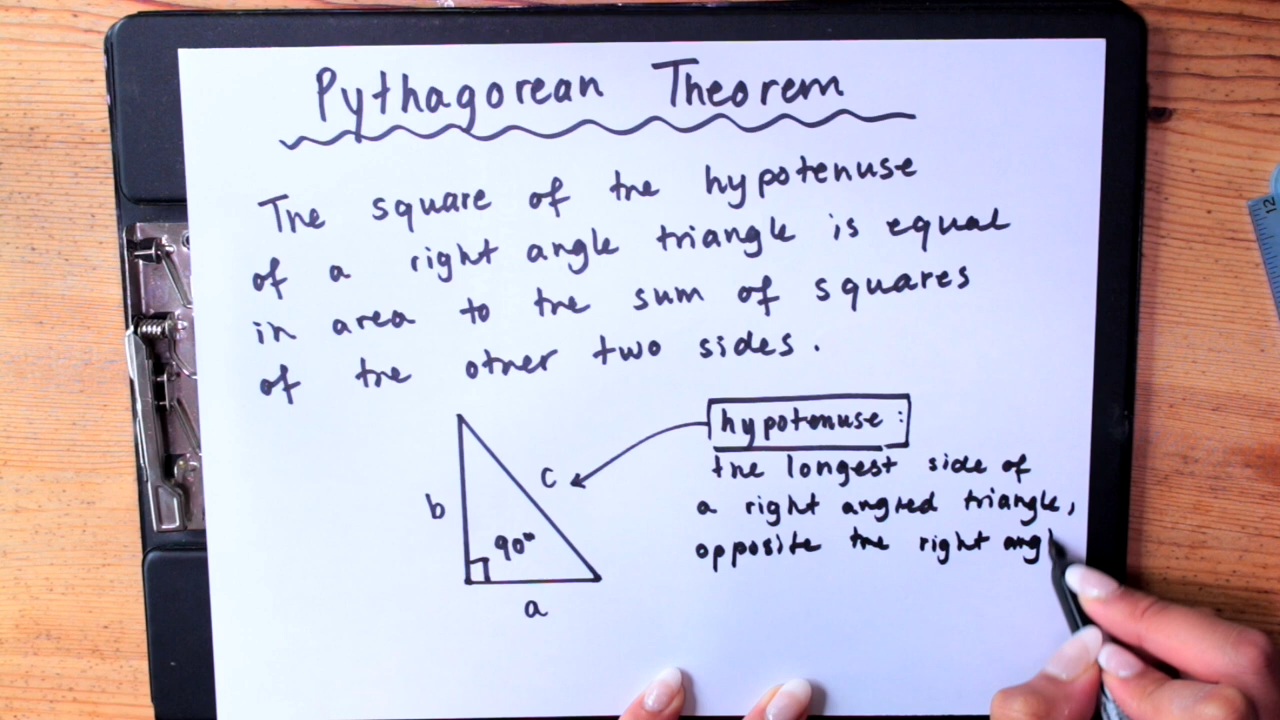 Pythagorean Theorem
The square of the hypotenuse
of a right angle triangle is equal
in area to the sum of squares
of the other two sides.
hypotenuse:
the longest side of
c
a right angled triangle,
b
opposite the right angl
90°
a
12